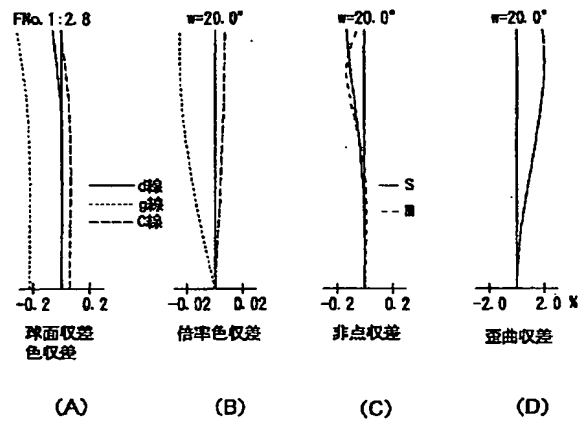 FNo. 1:2.8
w=20.0°
w=20.0°
w=20.0°
d線
g線
C線
S
M
-0.2 0.2
-0.02 0.02
-0.2 0.2
-2.0 2.0 %
球面収差
色収差
倍率色収差
非点収差
歪曲収差
(A)
(B)
(C)
(D)